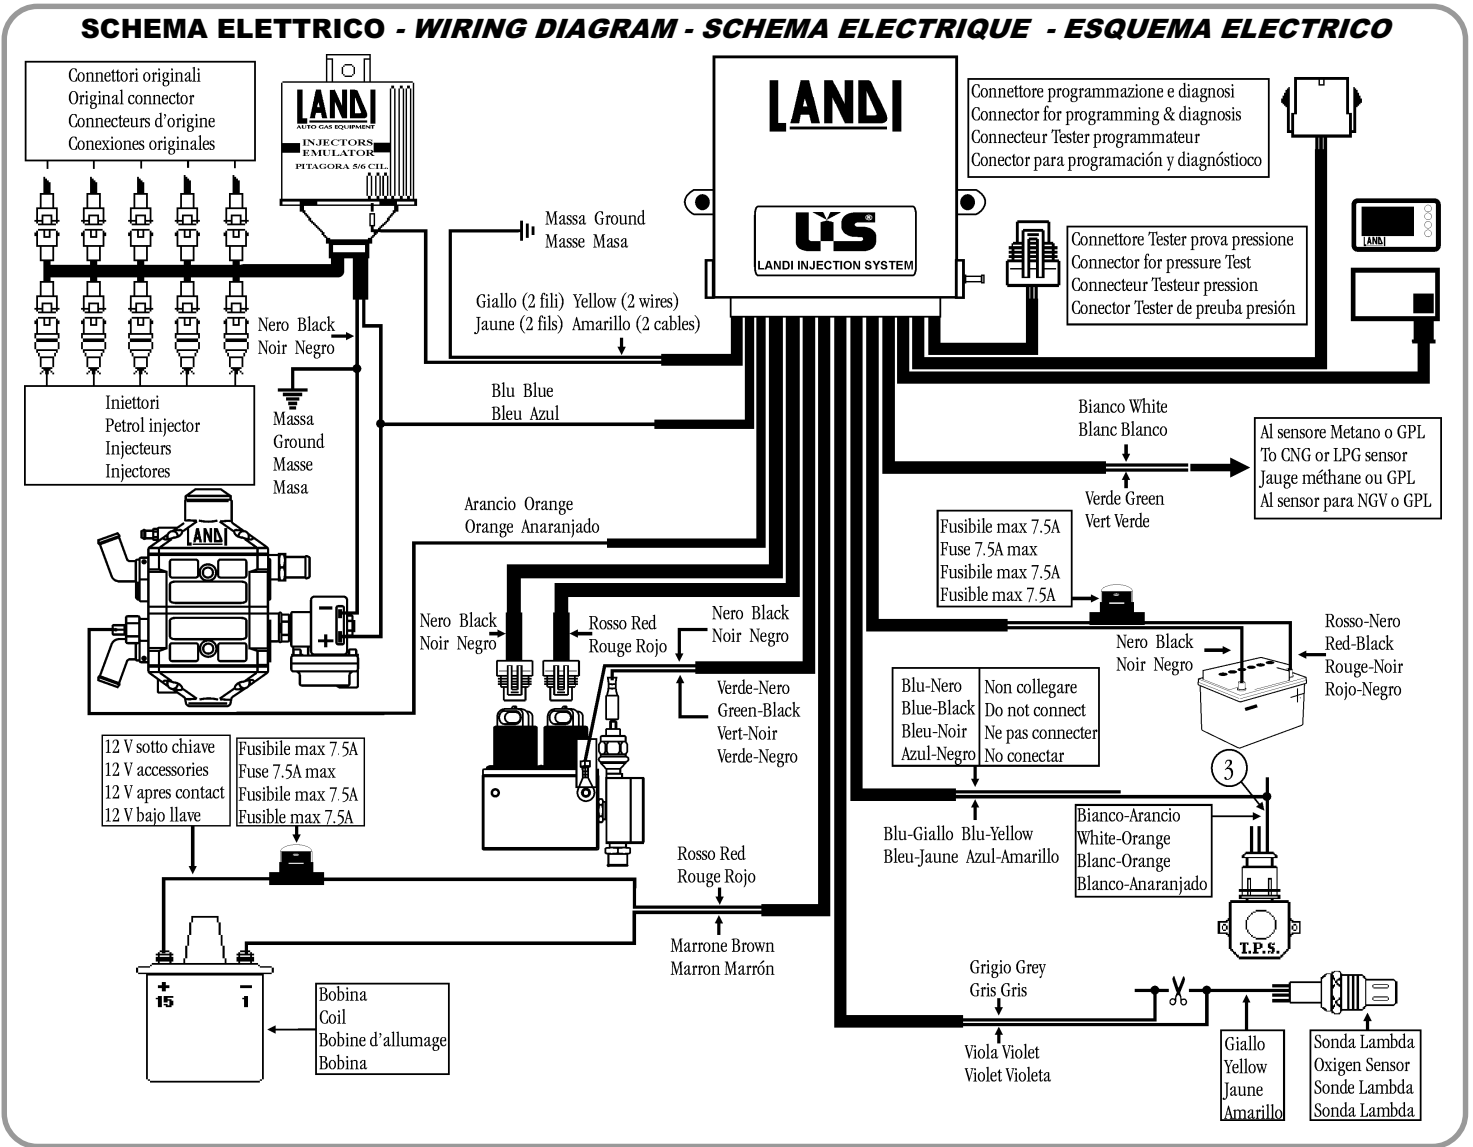 SCHEMA ELETTRICO - WIRING DIAGRAM - SCHEMA ELECTRIQUE - ESQUEMA ELECTRICO
Connettori originali
Original connector
Connecteurs d'origine
Conexiones originales
LANDI
AUTO GAS EQUIPMENT
INJECTORS
EMULATOR
PITAGORA 5/6 CIL.
Massa Ground
Masse Masa
LANDI
LIS®
LANDI INJECTION SYSTEM
Connettore programmazione e diagnosi
Connector for programming & diagnosis
Connecteur Tester programmateur
Conector para programación y diagnóstioco
LANDI
Connettore Tester prova pressione
Connector for pressure Test
Connecteur Testeur pression
Conector Tester de preuba presión
Giallo (2 fili) Yellow (2 wires)
Jaune (2 fils) Amarillo (2 cables)
Nero Black
Noir Negro
Iniettori
Petrol injector
Injecteurs
Injectores
Massa
Ground
Masse
Masa
Blu Blue
Bleu Azul
Bianco White
Blanc Blanco
Verde Green
Vert Verde
Al sensore Metano o GPL
To CNG or LPG sensor
Jauge méthane ou GPL
Al sensor para NGV o GPL
Arancio Orange
Orange Anaranjado
LANDI
−
+
Fusibile max 7.5A
Fuse 7.5A max
Fusibile max 7.5A
Fusible max 7.5A
Nero Black
Noir Negro
Rosso Red
Rouge Rojo
Nero Black
Noir Negro
Verde-Nero
Green-Black
Vert-Noir
Verde-Negro
Nero Black
Noir Negro
Rosso-Nero
Red-Black
Rouge-Noir
Rojo-Negro
+
−
Blu-Nero
Blue-Black
Bleu-Noir
Azul-Negro
Non collegare
Do not connect
Ne pas connecter
No conectar
12 V sotto chiave
12 V accessories
12 V apres contact
12 V bajo llave
Fusibile max 7.5A
Fuse 7.5A max
Fusibile max 7.5A
Fusible max 7.5A
3
Bianco-Arancio
White-Orange
Blanc-Orange
Blanco-Anaranjado
Blu-Giallo Blu-Yellow
Bleu-Jaune Azul-Amarillo
T.P.S.
Rosso Red
Rouge Rojo
Marrone Brown
Marron Marrón
+ −
15 1
Bobina
Coil
Bobine d'allumage
Bobina
Grigio Grey
Gris Gris
Viola Violet
Violet Violeta
Giallo
Yellow
Jaune
Amarillo
Sonda Lambda
Oxigen Sensor
Sonde Lambda
Sonda Lambda